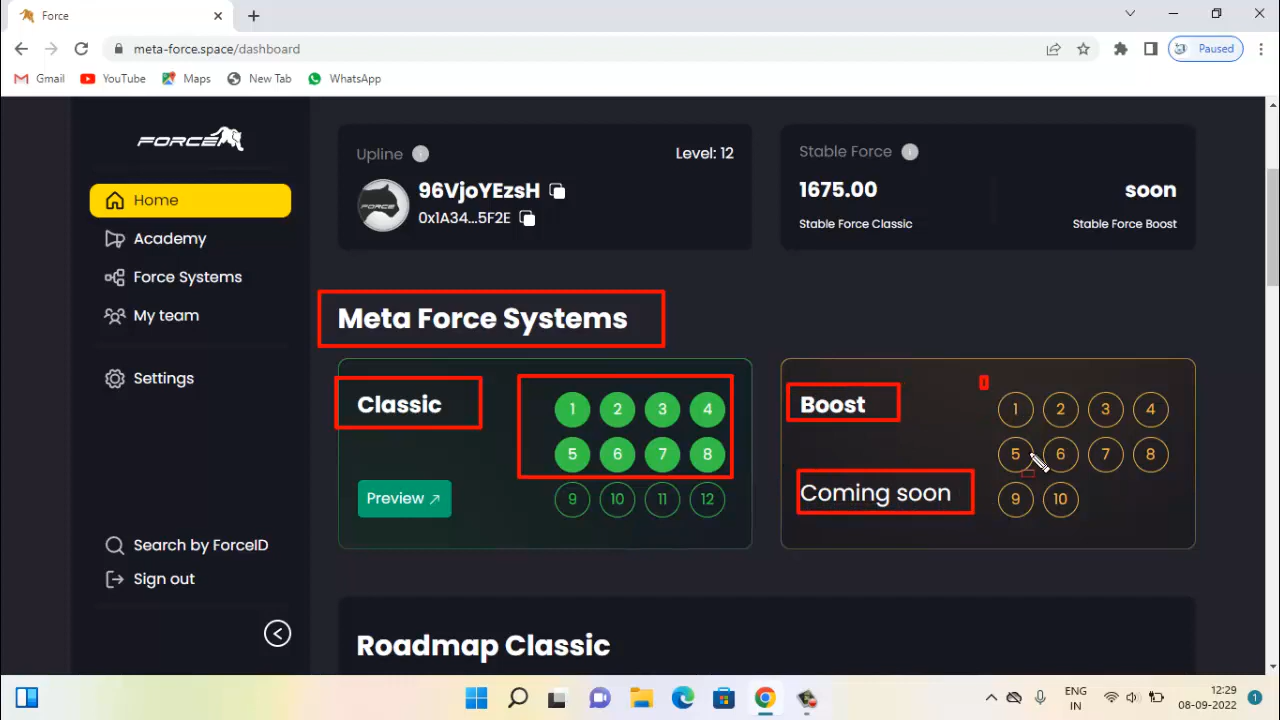 Force
meta-force.space/dashboard
Paused
Gmail
YouTube
Maps
New Tab
WhatsApp
FORCE
Home
Academy
Force Systems
My team
Settings
Search by ForceID
Sign out
Upline
Level: 12
FORCE
96VjoYEzsH
0x1A34...5F2E
Stable Force
1675.00
soon
Stable Force Classic
Stable Force Boost
Meta Force Systems
Classic
1 2 3 4
5 6 7 8
9 10 11 12
Preview
Boost
1 2 3 4
5 6 7 8
9 10
Coming soon
Roadmap Classic
ENG
IN
12:29
08-09-2022
1